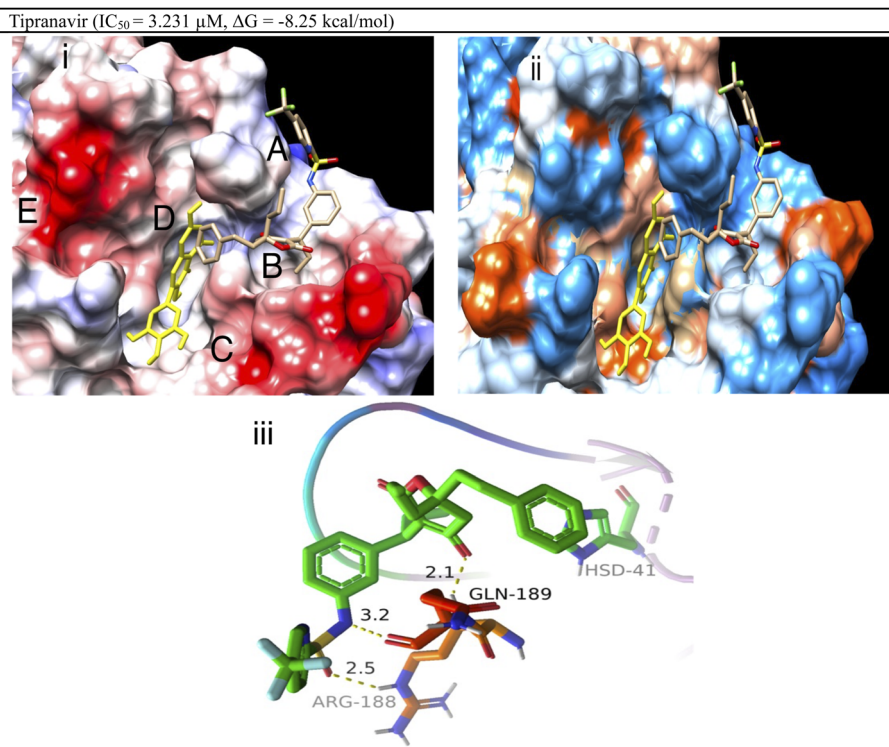 Tipranavir (IC₅₀ = 3.231 µM, ΔG = -8.25 kcal/mol)
i
ii
A
E
D
B
C
iii
2.1
HSD-41
GLN-189
3.2
2.5
ARG-188